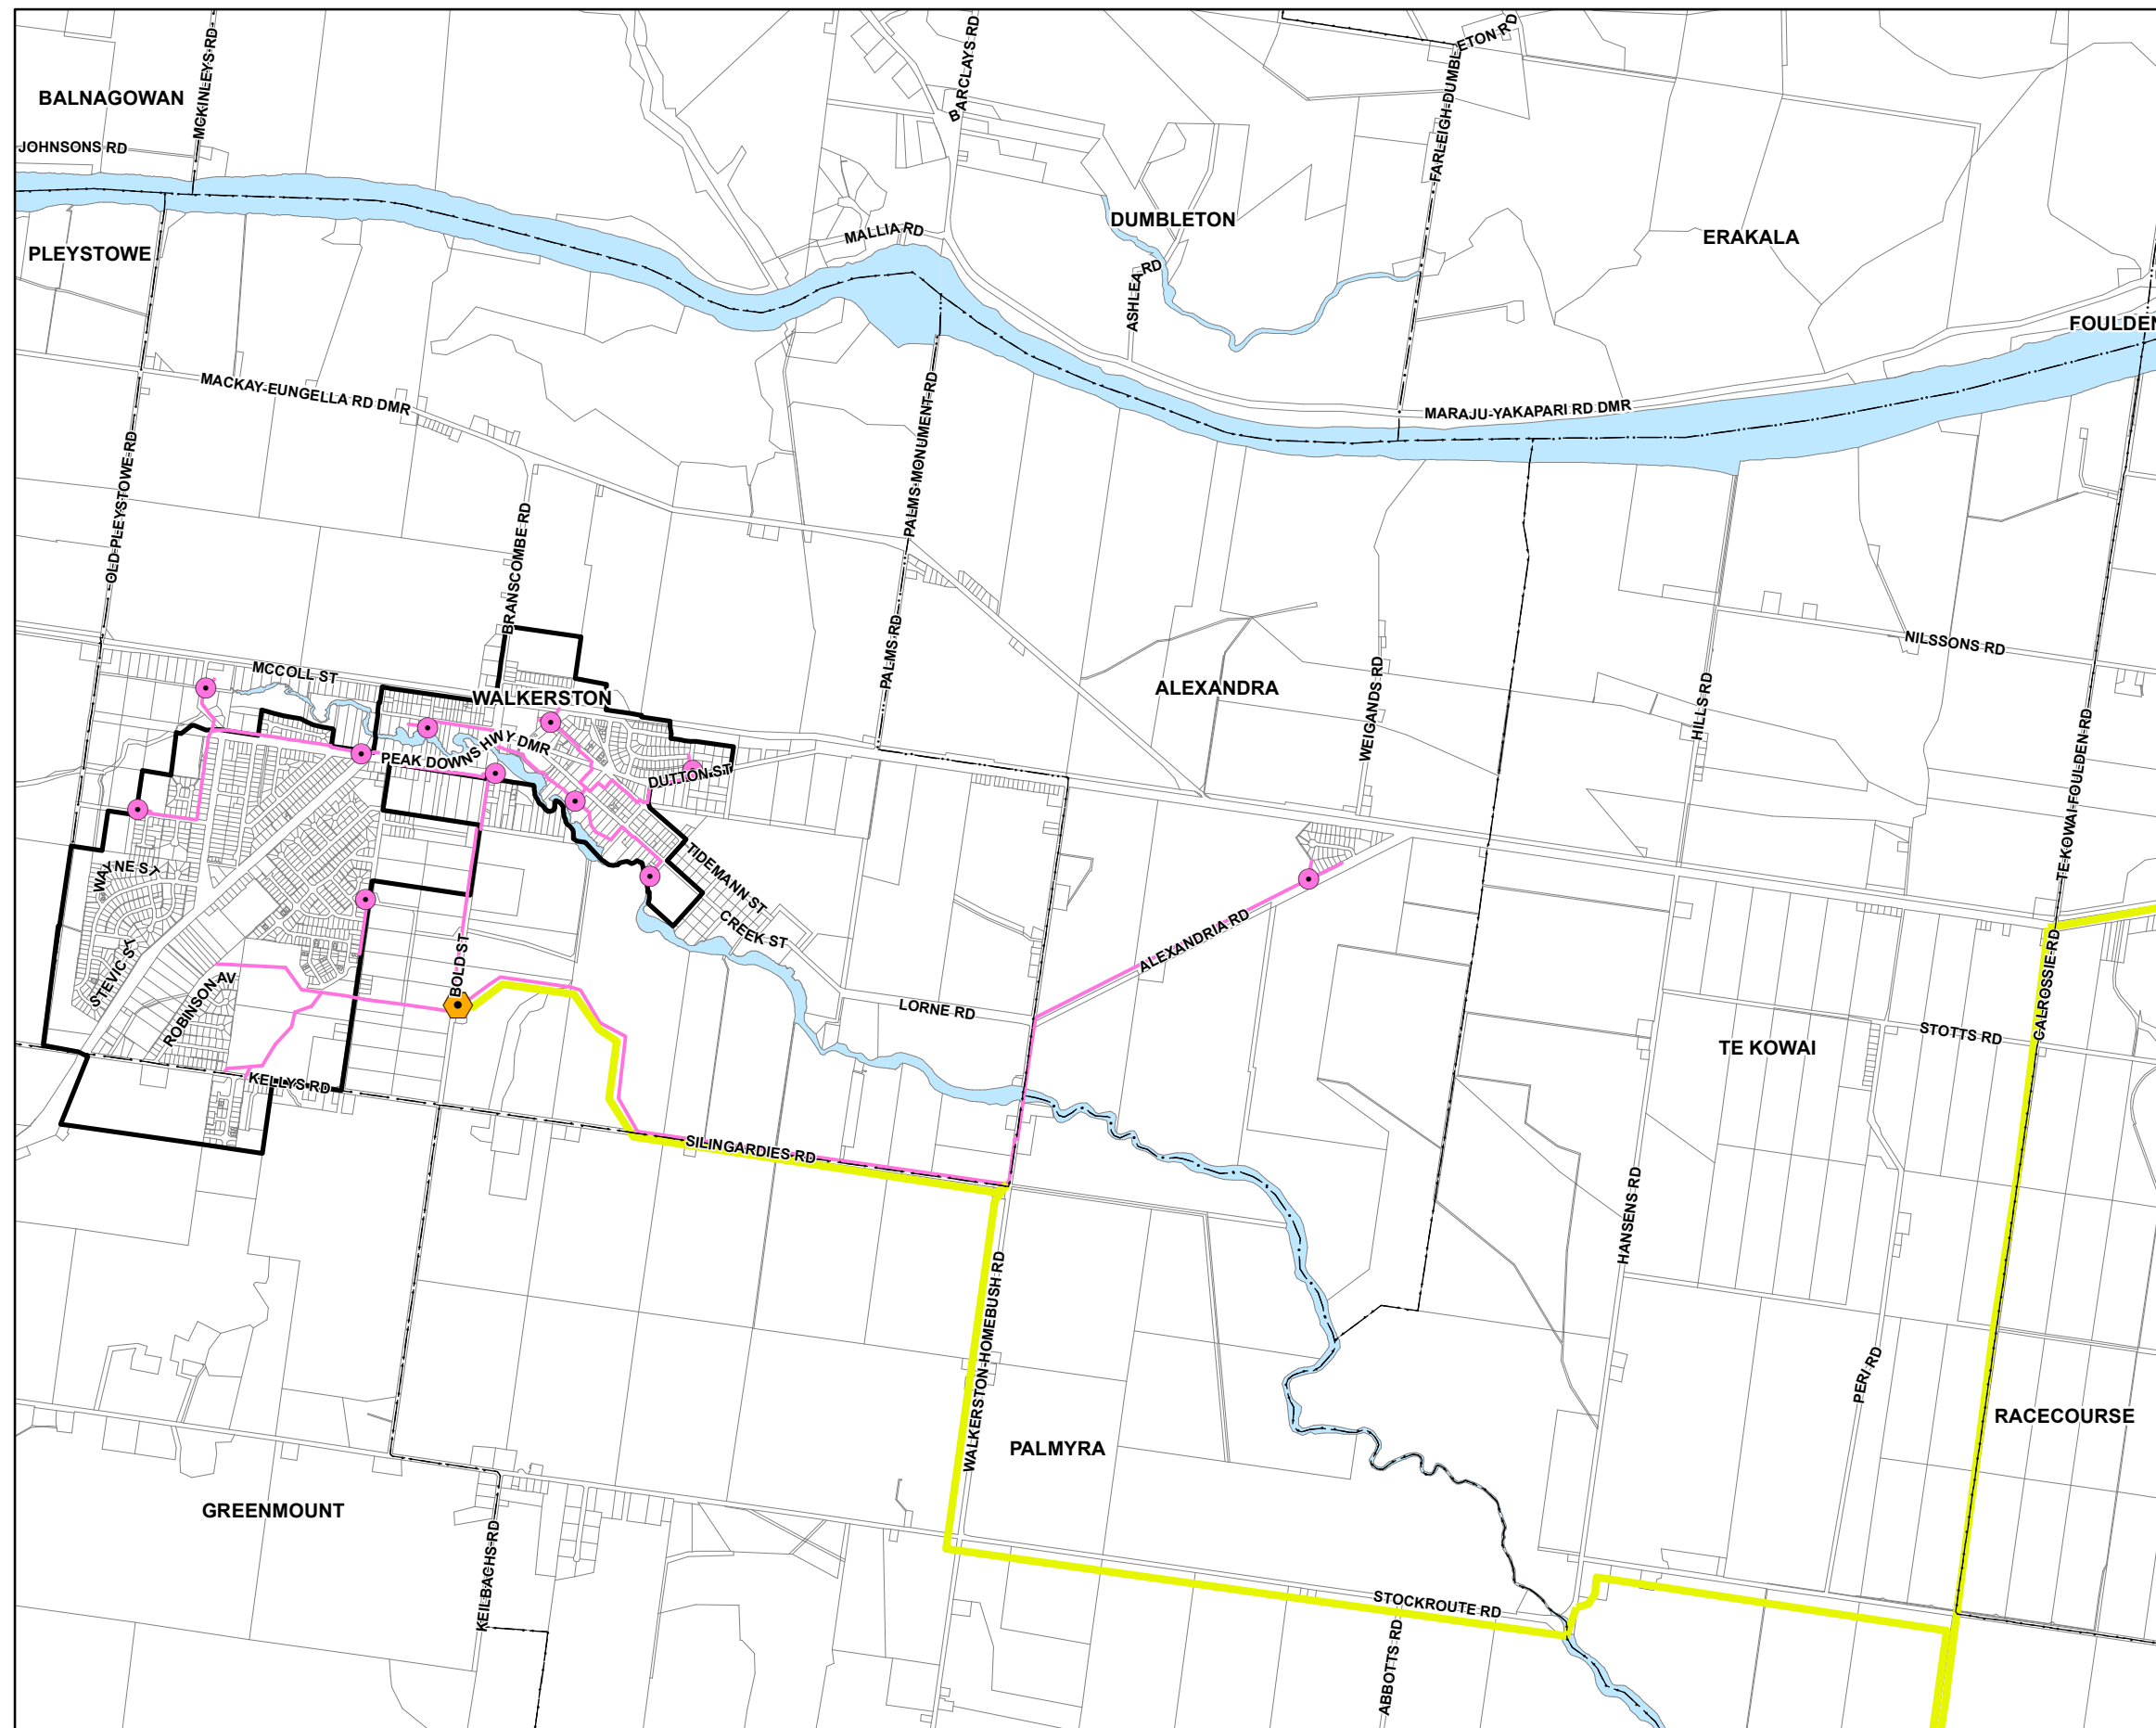 MCKINLEYS RD
BARCLAYS RD
FARLEIGH-DUMBLETON RD
BALNAGOWAN
JOHNSONS RD
DUMBLETON
MALLIA RD
ERAKALA
PLEYSTOWE
ASHLEA RD
FOULDEN
MACKAY-EUNGELLA RD DMR
MARAJU-YAKAPARI RD DMR
PALMS-MONUMENT-RD
OLD-PLEYSTOWE-RD
BRANSCOMBE RD
NILSSONS RD
PALMS-RD
MCCOLL ST
WALKERSTON
ALEXANDRA
WEIGANDS RD
HILLS RD
PEAK DOWNS HWY DMR
DUTTON ST
TE KOWAI-FOULDEN-RD
WAYNE ST
TIDEMANN ST
CREEK ST
ALEXANDRIA RD
STEVIC ST
ROBINSON AV
BOLD ST
LORNE RD
CALROSSIE-RD
STOTTS RD
TE KOWAI
KELLYS RD
SILINGARDIES RD
HANSENS RD
WALKERSTON-HOMEBUSH RD
PERI RD
RACECOURSE
PALMYRA
GREENMOUNT
KEILBACHS-RD
STOCKROUTE RD
ABBOTTS RD